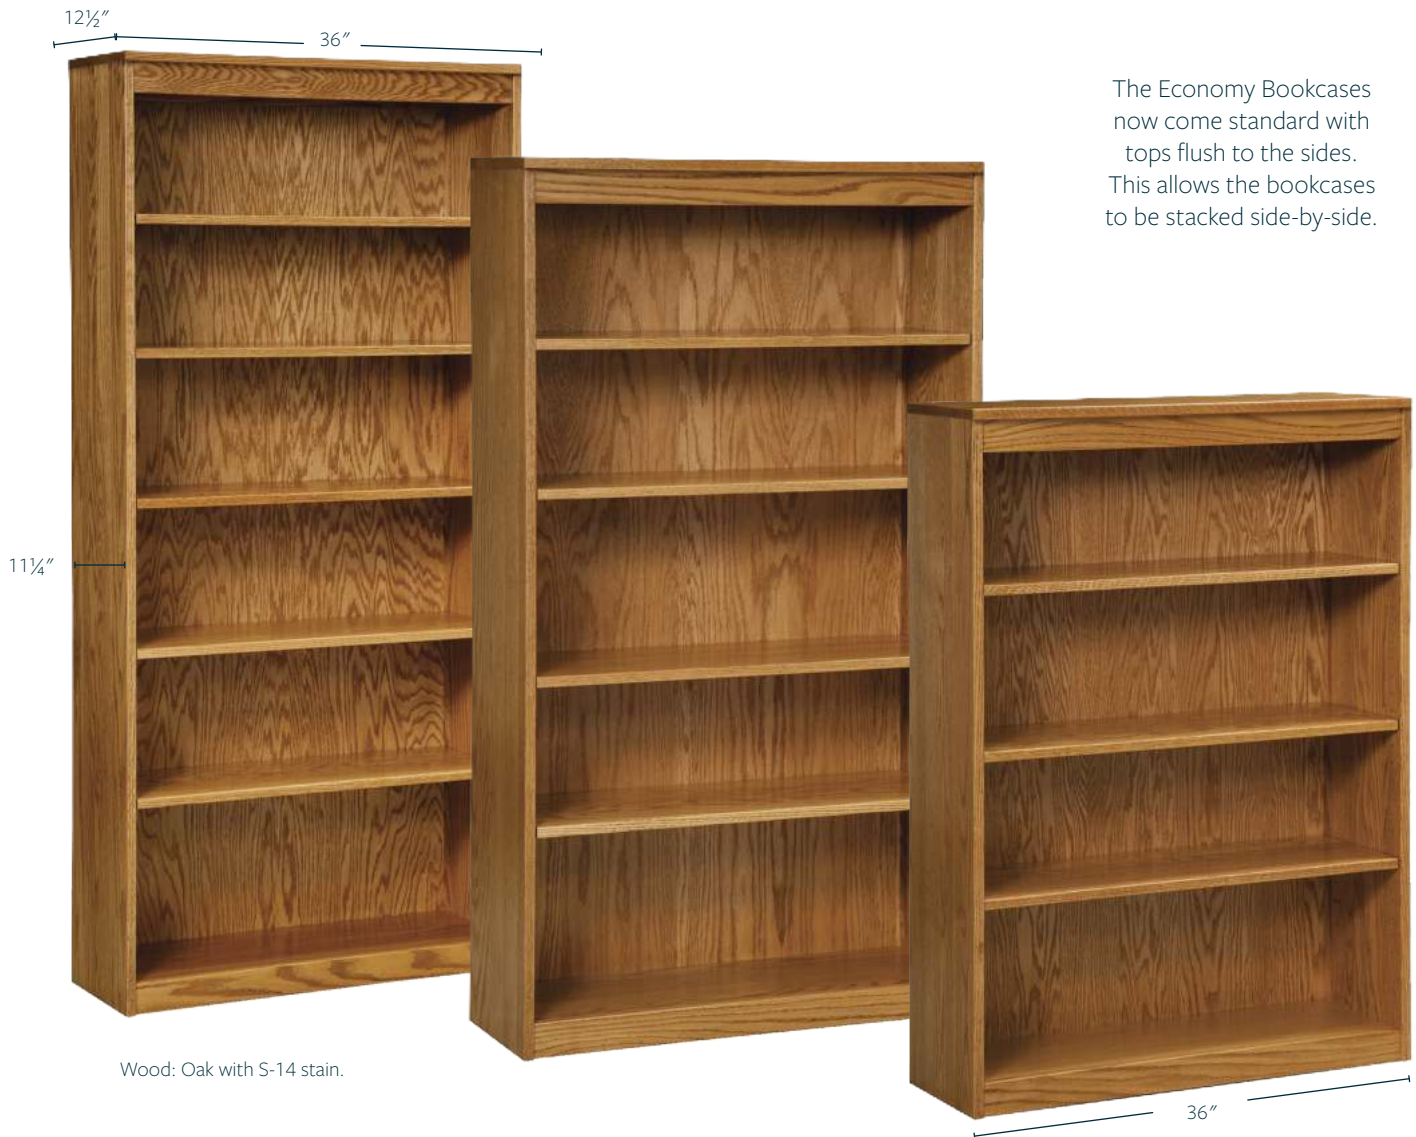 12½″
36″
The Economy Bookcases
now come standard with
tops flush to the sides.
This allows the bookcases
to be stacked side-by-side.
11¼″
Wood: Oak with S-14 stain.
36″